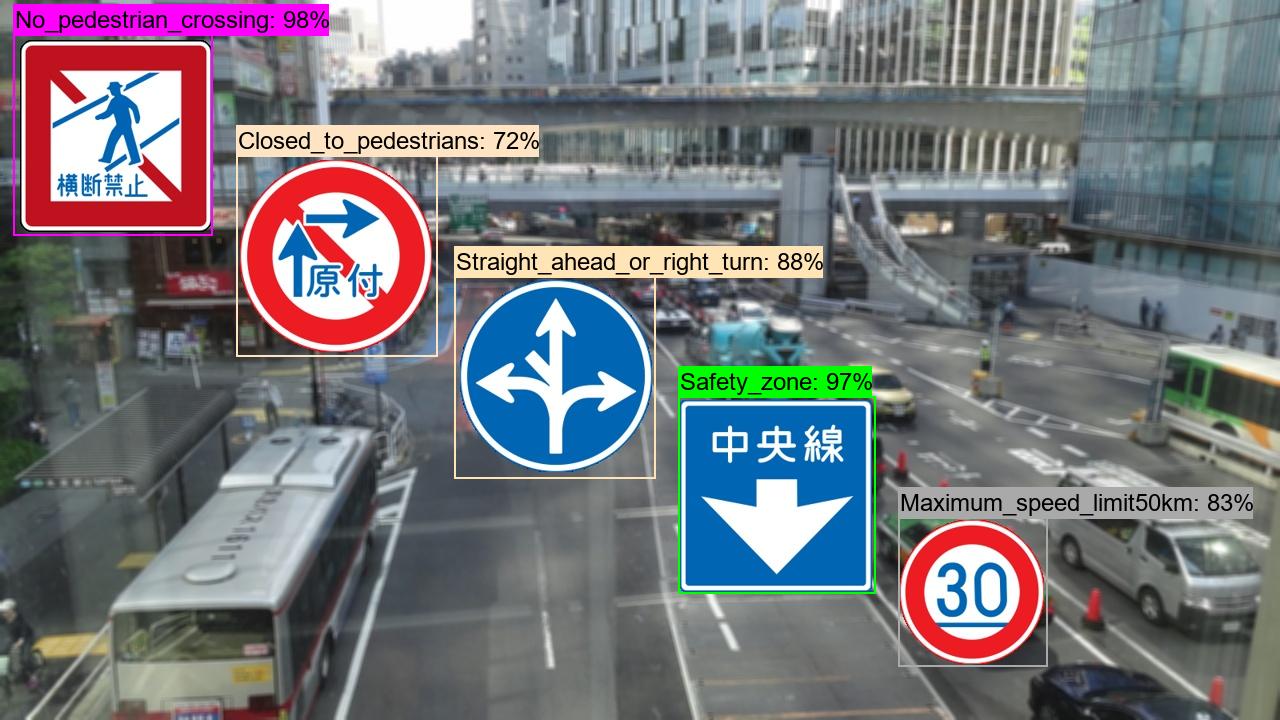 No_pedestrian_crossing: 98%
横断禁止
Closed_to_pedestrians: 72%
原付
Straight_ahead_or_right_turn: 88%
Safety_zone: 97%
中央線
Maximum_speed_limit50km: 83%
30